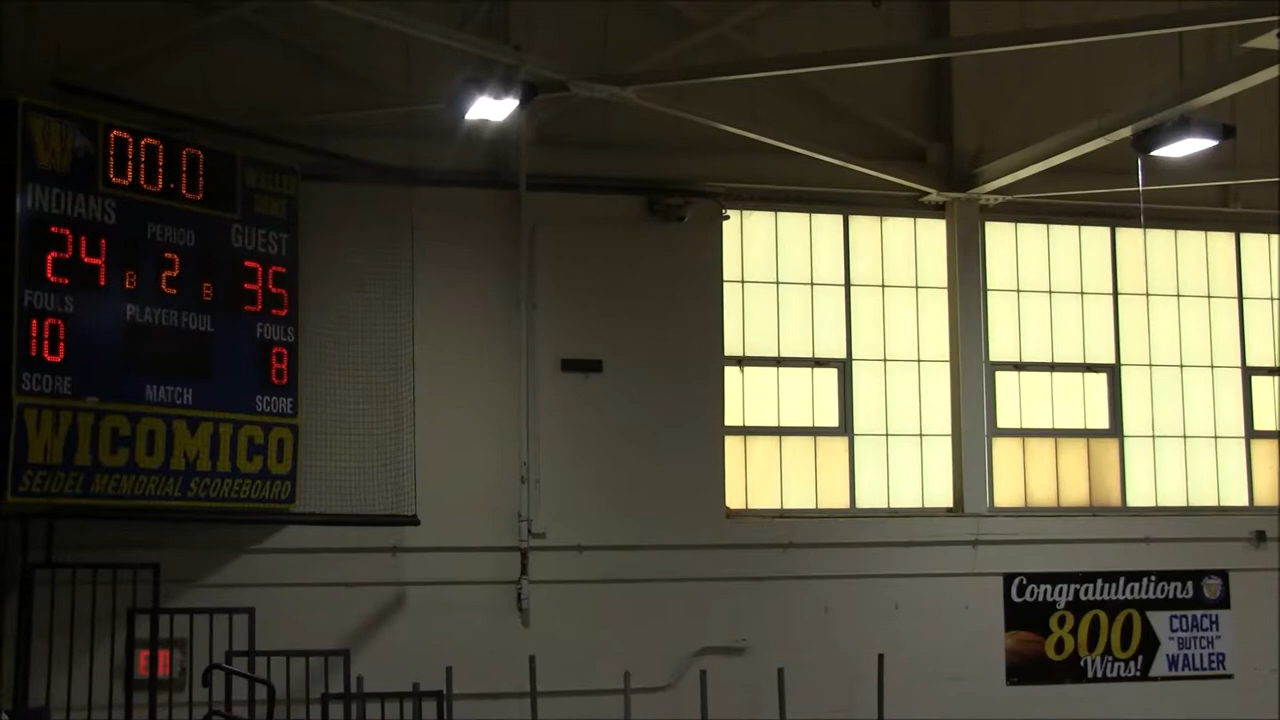 W
00.0
WALLER
INDIANS
PERIOD
GUEST
24 B 2 B 35
FOULS
PLAYER FOUL
FOULS
10
8
SCORE
MATCH
SCORE
WICOMICO
SEIDEL MEMORIAL SCOREBOARD
Congratulations
800
Wins!
COACH
"BUTCH"
WALLER